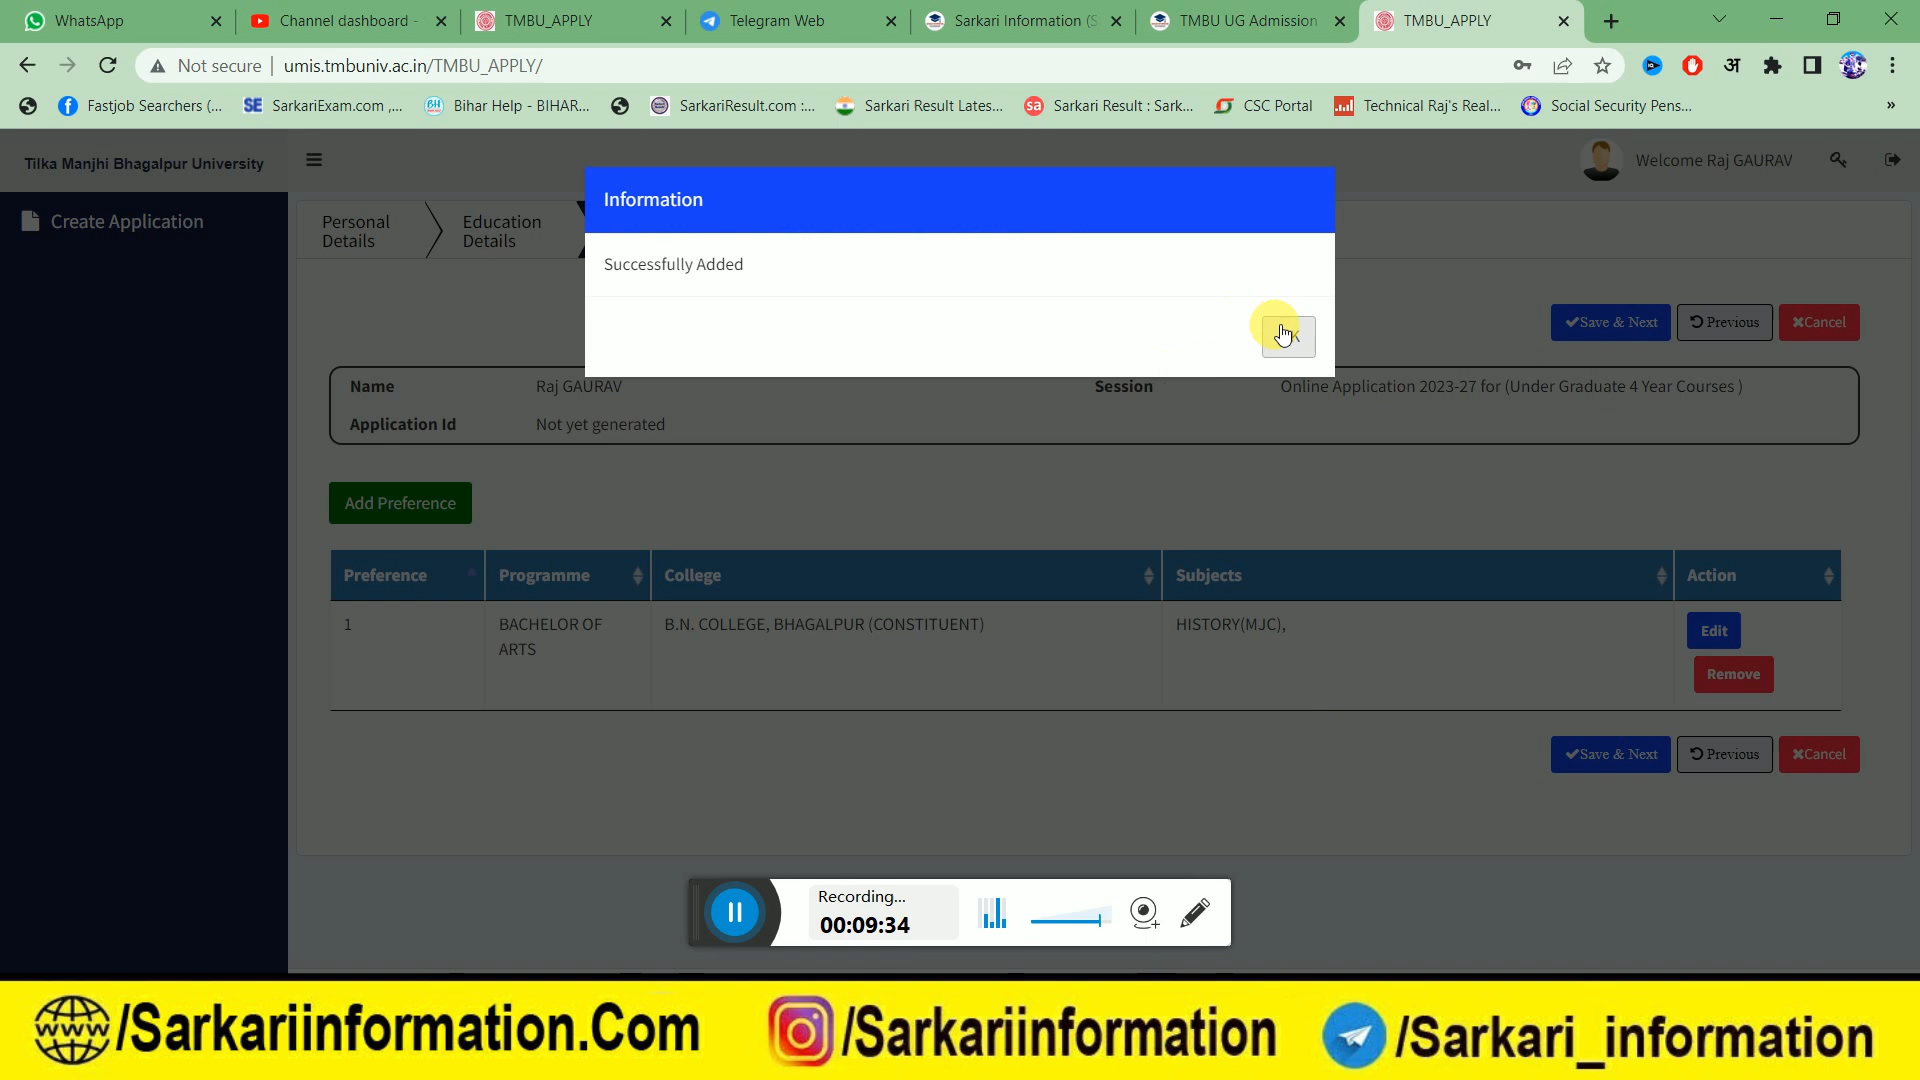 WhatsApp
Channel dashboard -
TMBU_APPLY
Telegram Web
Sarkari Information (S
TMBU UG Admission
TMBU_APPLY
Not secure
umis.tmbuniv.ac.in/TMBU_APPLY/
अ
Fastjob Searchers (...
SE SarkariExam.com ,...
BH Bihar Help - BIHAR...
SarkariResult.com :...
Sarkari Result Lates...
sa Sarkari Result : Sark...
CSC Portal
Technical Raj's Real...
Social Security Pens...
»
Tilka Manjhi Bhagalpur University
Welcome Raj GAURAV
Create Application
Personal Details
Education Details
Information
Successfully Added
Save & Next
Previous
Cancel
Name Raj GAURAV Session Online Application 2023-27 for (Under Graduate 4 Year Courses )
Application Id Not yet generated
Add Preference
Preference Programme College Subjects Action
1 BACHELOR OF ARTS B.N. COLLEGE, BHAGALPUR (CONSTITUENT) HISTORY(MJC), Edit
Remove
Save & Next
Previous
Cancel
Recording...
00:09:34
www /Sarkariinformation.Com
/Sarkariinformation
/Sarkari_information